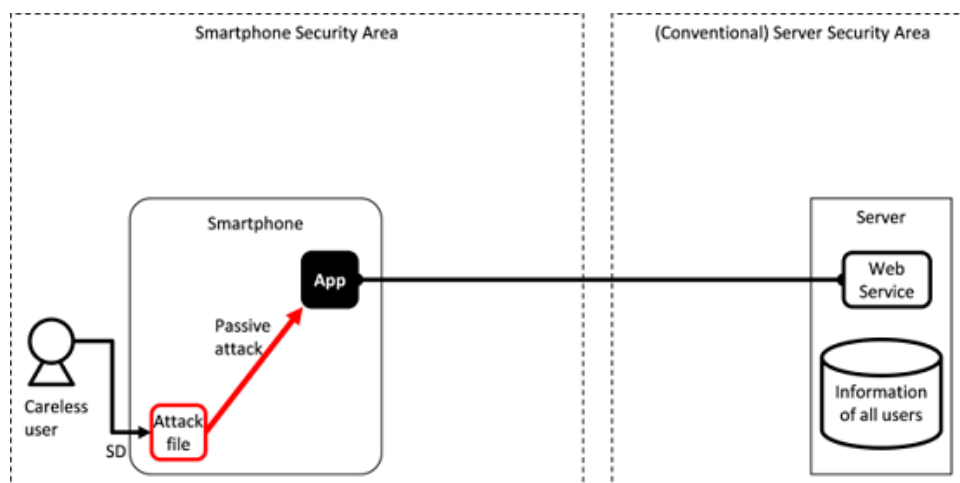 Smartphone Security Area
(Conventional) Server Security Area
Smartphone
Server
App
Web
Service
Passive
attack
Information
of all users
Careless
user
Attack
file
SD